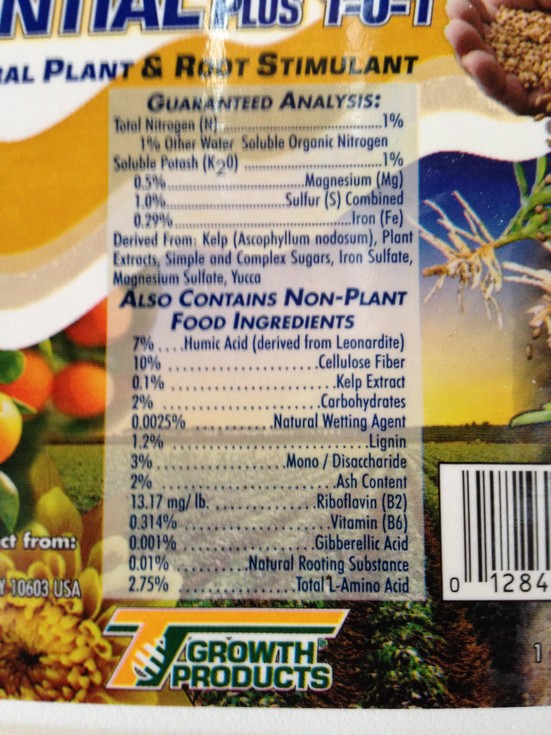 PLUS 1-0-1
PLANT & ROOT STIMULANT
GUARANTEED ANALYSIS:
Total Nitrogen (N)..........1%
1% Other Water Soluble Organic Nitrogen
Soluble Potash (K2O) ..........1%
0.5%..........Magnesium (Mg)
1.0%..........Sulfur (S) Combined
0.29%..........Iron (Fe)
Derived From: Kelp (Ascophyllum nodosum), Plant
Extracts, Simple and Complex Sugars, Iron Sulfate,
Magnesium Sulfate, Yucca
ALSO CONTAINS NON-PLANT
FOOD INGREDIENTS
7% ....Humic Acid (derived from Leonardite)
10% ..........Cellulose Fiber
0.1% ..........Kelp Extract
2% ..........Carbohydrates
0.0025% ..........Natural Wetting Agent
1.2% ..........Lignin
3% ..........Mono / Disaccharide
2% ..........Ash Content
13.17 mg/ lb. ..........Riboflavin (B2)
0.314% ..........Vitamin (B6)
0.001% ..........Gibberellic Acid
0.01% ..........Natural Rooting Substance
2.75% ..........Total L-Amino Acid
from:
10603 USA
0 1284
GROWTH
PRODUCTS